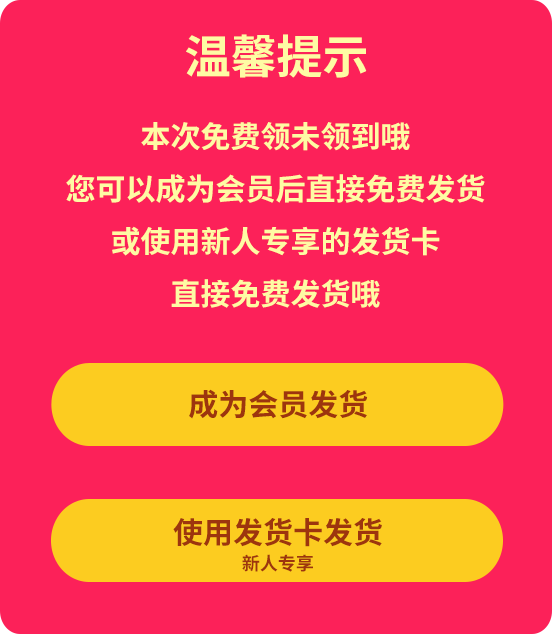 温馨提示
本次免费领未领到哦
您可以成为会员后直接免费发货
或使用新人专享的发货卡
直接免费发货哦
成为会员发货
使用发货卡发货
新人专享